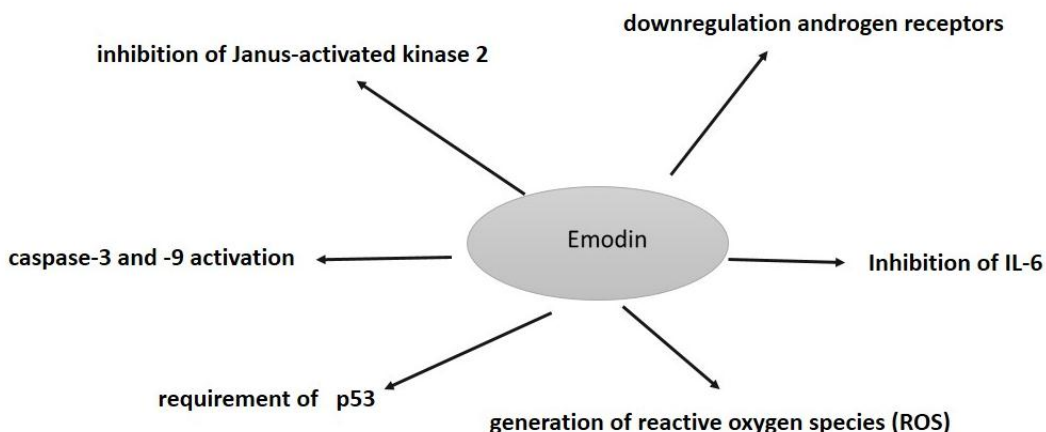 downregulation androgen receptors
inhibition of Janus-activated kinase 2
Emodin
caspase-3 and -9 activation
Inhibition of IL-6
requirement of p53
generation of reactive oxygen species (ROS)